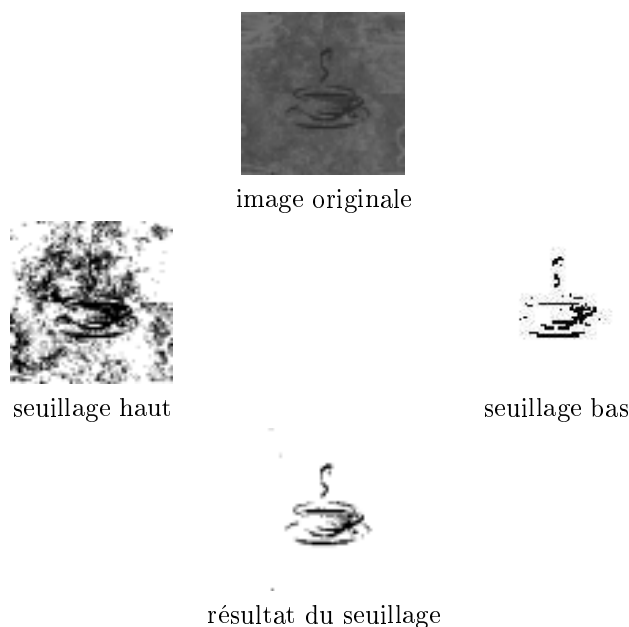 image originale
seuillage haut
seuillage bas
résultat du seuillage